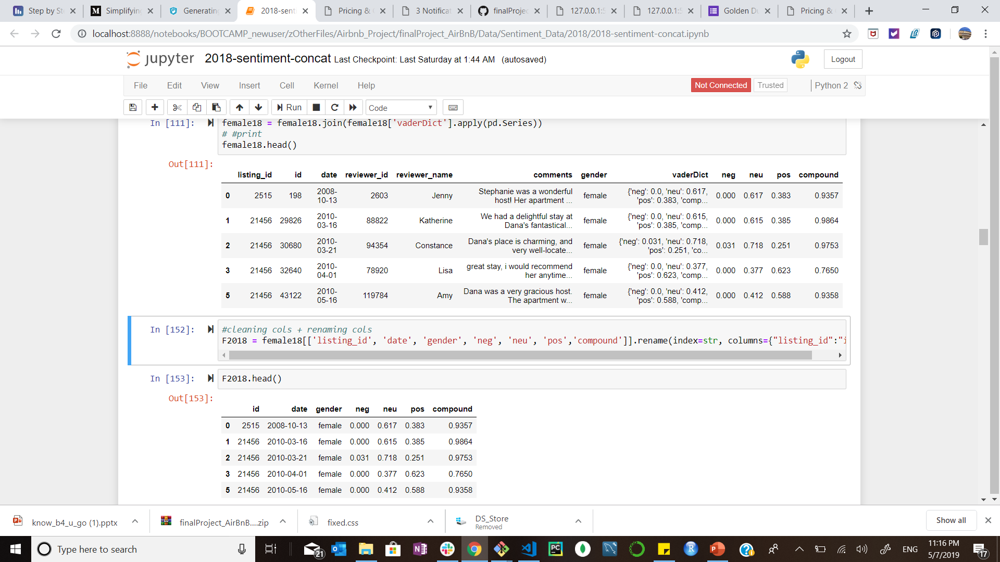 Step by St
Simplifyin
Generating
2018-senti
Pricing &
3 Notificat
finalProjec
127.0.0.1:5
127.0.0.1:5
Golden Du
Pricing &
localhost:8888/notebooks/BOOTCAMP_newuser/zOtherFiles/Airbnb_Project/finalProject_AirBnB/Data/Sentiment_Data/2018/2018-sentiment-concat.ipynb
jupyter 2018-sentiment-concat Last Checkpoint: Last Saturday at 1:44 AM (autosaved)
Logout
File Edit View Insert Cell Kernel Help
Not Connected Trusted Python 2
Run Code
In [111]: female18 = female18.join(female18['vaderDict'].apply(pd.Series))
# #print
female18.head()
Out[111]:
listing_id id date reviewer_id reviewer_name comments gender vaderDict neg neu pos compound
0 2515 198 2008-10-13 2603 Jenny Stephanie was a wonderful host! Her apartment ... female {'neg': 0.0, 'neu': 0.617, 'pos': 0.383, 'comp... 0.000 0.617 0.383 0.9357
1 21456 29826 2010-03-16 88822 Katherine We had a delightful stay at Dana's fantastical... female {'neg': 0.0, 'neu': 0.615, 'pos': 0.385, 'comp... 0.000 0.615 0.385 0.9864
2 21456 30680 2010-03-21 94354 Constance Dana's place is charming, and very well-locate... female {'neg': 0.031, 'neu': 0.718, 'pos': 0.251, 'co... 0.031 0.718 0.251 0.9753
3 21456 32640 2010-04-01 78920 Lisa great stay, i would recommend her anytime... female {'neg': 0.0, 'neu': 0.377, 'pos': 0.623, 'comp... 0.000 0.377 0.623 0.7650
5 21456 43122 2010-05-16 119784 Amy Dana was a very gracious host. The apartment w... female {'neg': 0.0, 'neu': 0.412, 'pos': 0.588, 'comp... 0.000 0.412 0.588 0.9358
In [152]: #cleaning cols + renaming cols
F2018 = female18[['listing_id', 'date', 'gender', 'neg', 'neu', 'pos','compound']].rename(index=str, columns={"listing_id":"i
In [153]: F2018.head()
Out[153]:
id date gender neg neu pos compound
0 2515 2008-10-13 female 0.000 0.617 0.383 0.9357
1 21456 2010-03-16 female 0.000 0.615 0.385 0.9864
2 21456 2010-03-21 female 0.031 0.718 0.251 0.9753
3 21456 2010-04-01 female 0.000 0.377 0.623 0.7650
5 21456 2010-05-16 female 0.000 0.412 0.588 0.9358
know_b4_u_go (1).pptx
finalProject_AirBnB....zip
fixed.css
DS_Store
Removed
Show all
Type here to search
21
ENG
11:16 PM
5/7/2019
17